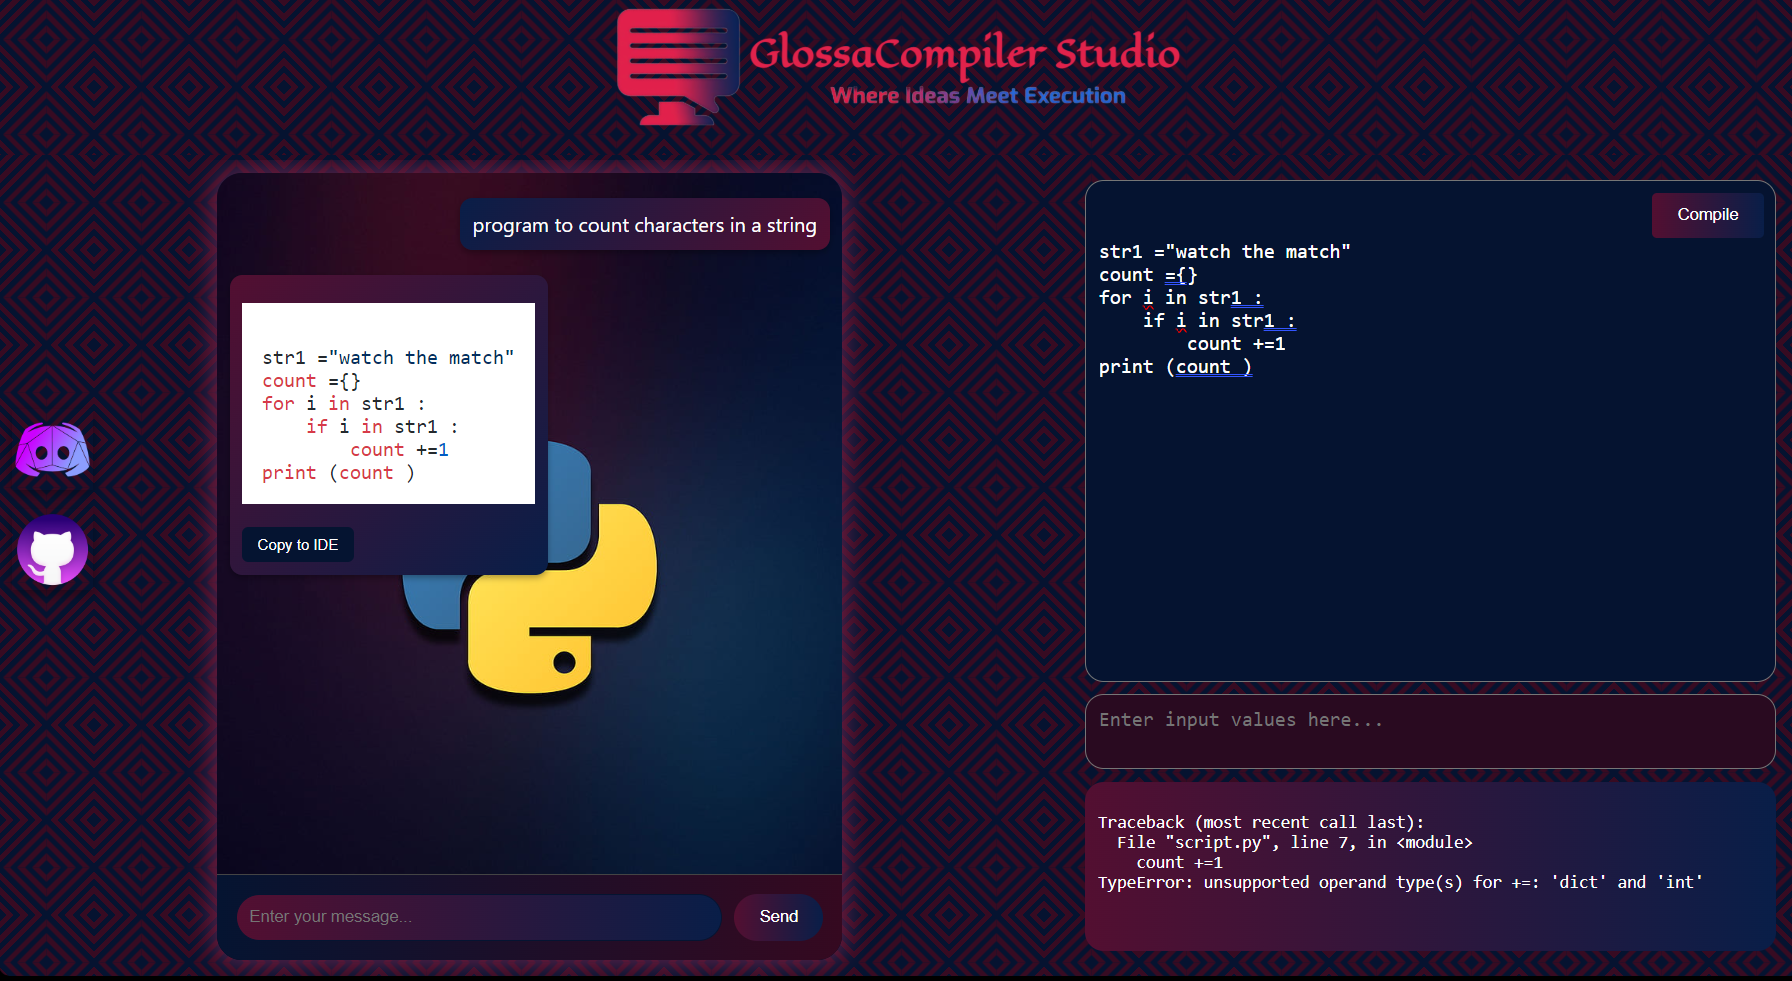 GlossaCompiler Studio
Where Ideas Meet Execution
program to count characters in a string
str1 ="watch the match"
count ={}
for i in str1 :
    if i in str1 :
        count +=1
print (count )
Copy to IDE
Enter your message...
Send
Compile
str1 ="watch the match"
count ={}
for i in str1 :
    if i in str1 :
        count +=1
print (count )
Enter input values here...
Traceback (most recent call last):
  File "script.py", line 7, in <module>
    count +=1
TypeError: unsupported operand type(s) for +=: 'dict' and 'int'